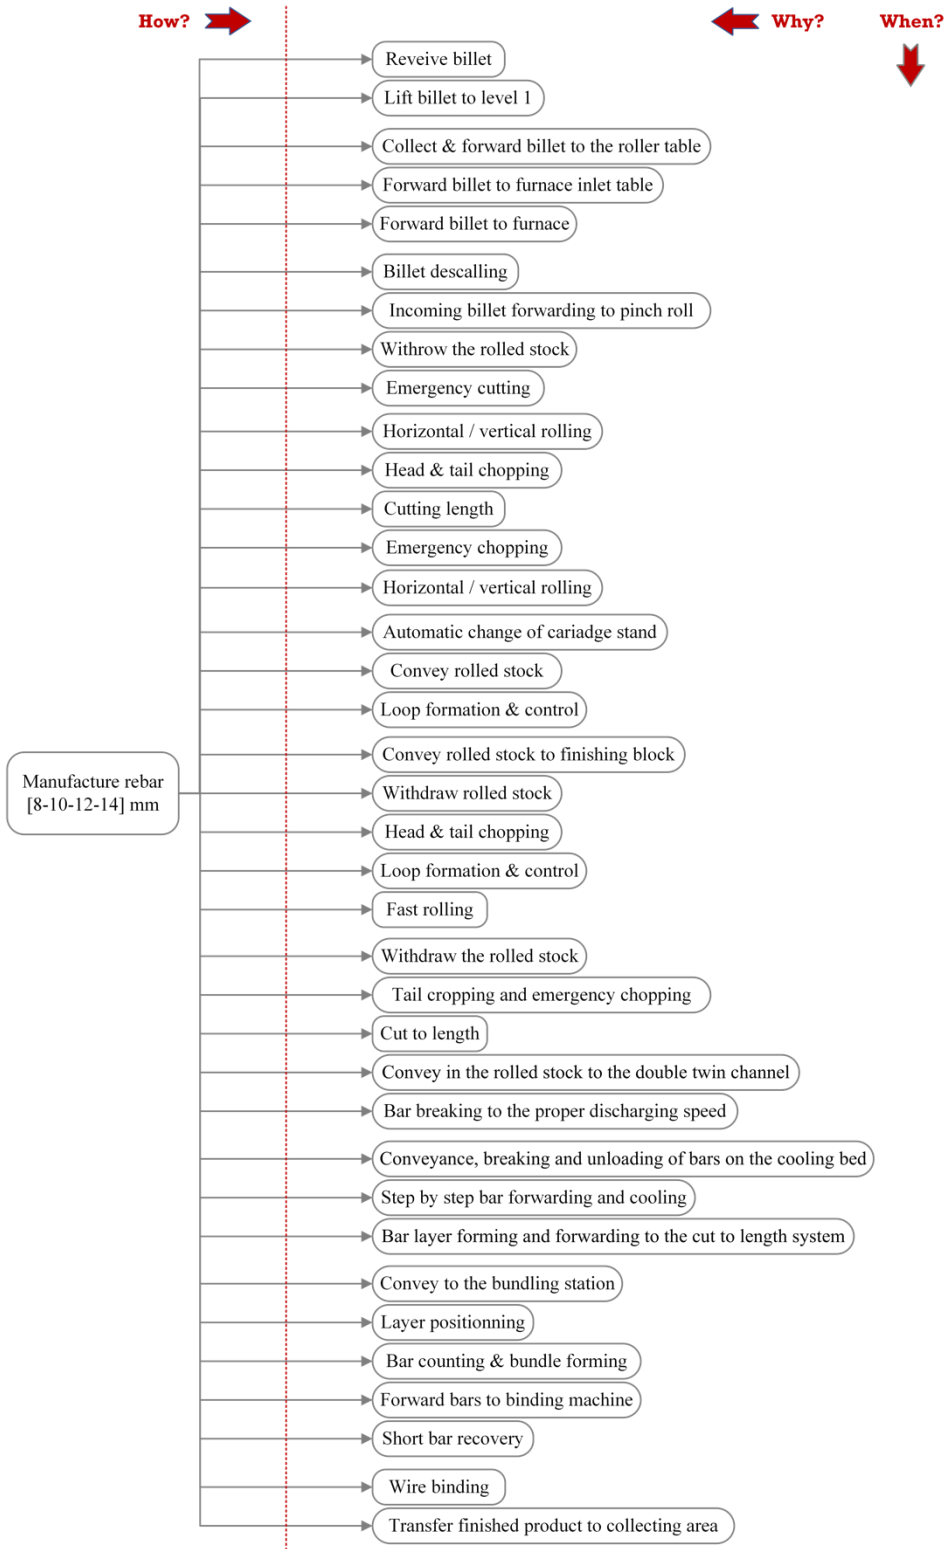 How?
Why?
When?
Reveive billet
Lift billet to level 1
Collect & forward billet to the roller table
Forward billet to furnace inlet table
Forward billet to furnace
Billet descalling
Incoming billet forwarding to pinch roll
Withrow the rolled stock
Emergency cutting
Horizontal / vertical rolling
Head & tail chopping
Cutting length
Emergency chopping
Horizontal / vertical rolling
Automatic change of cariadge stand
Convey rolled stock
Loop formation & control
Convey rolled stock to finishing block
Manufacture rebar
[8-10-12-14] mm
Withdraw rolled stock
Head & tail chopping
Loop formation & control
Fast rolling
Withdraw the rolled stock
Tail cropping and emergency chopping
Cut to length
Convey in the rolled stock to the double twin channel
Bar breaking to the proper discharging speed
Conveyance, breaking and unloading of bars on the cooling bed
Step by step bar forwarding and cooling
Bar layer forming and forwarding to the cut to length system
Convey to the bundling station
Layer positionning
Bar counting & bundle forming
Forward bars to binding machine
Short bar recovery
Wire binding
Transfer finished product to collecting area